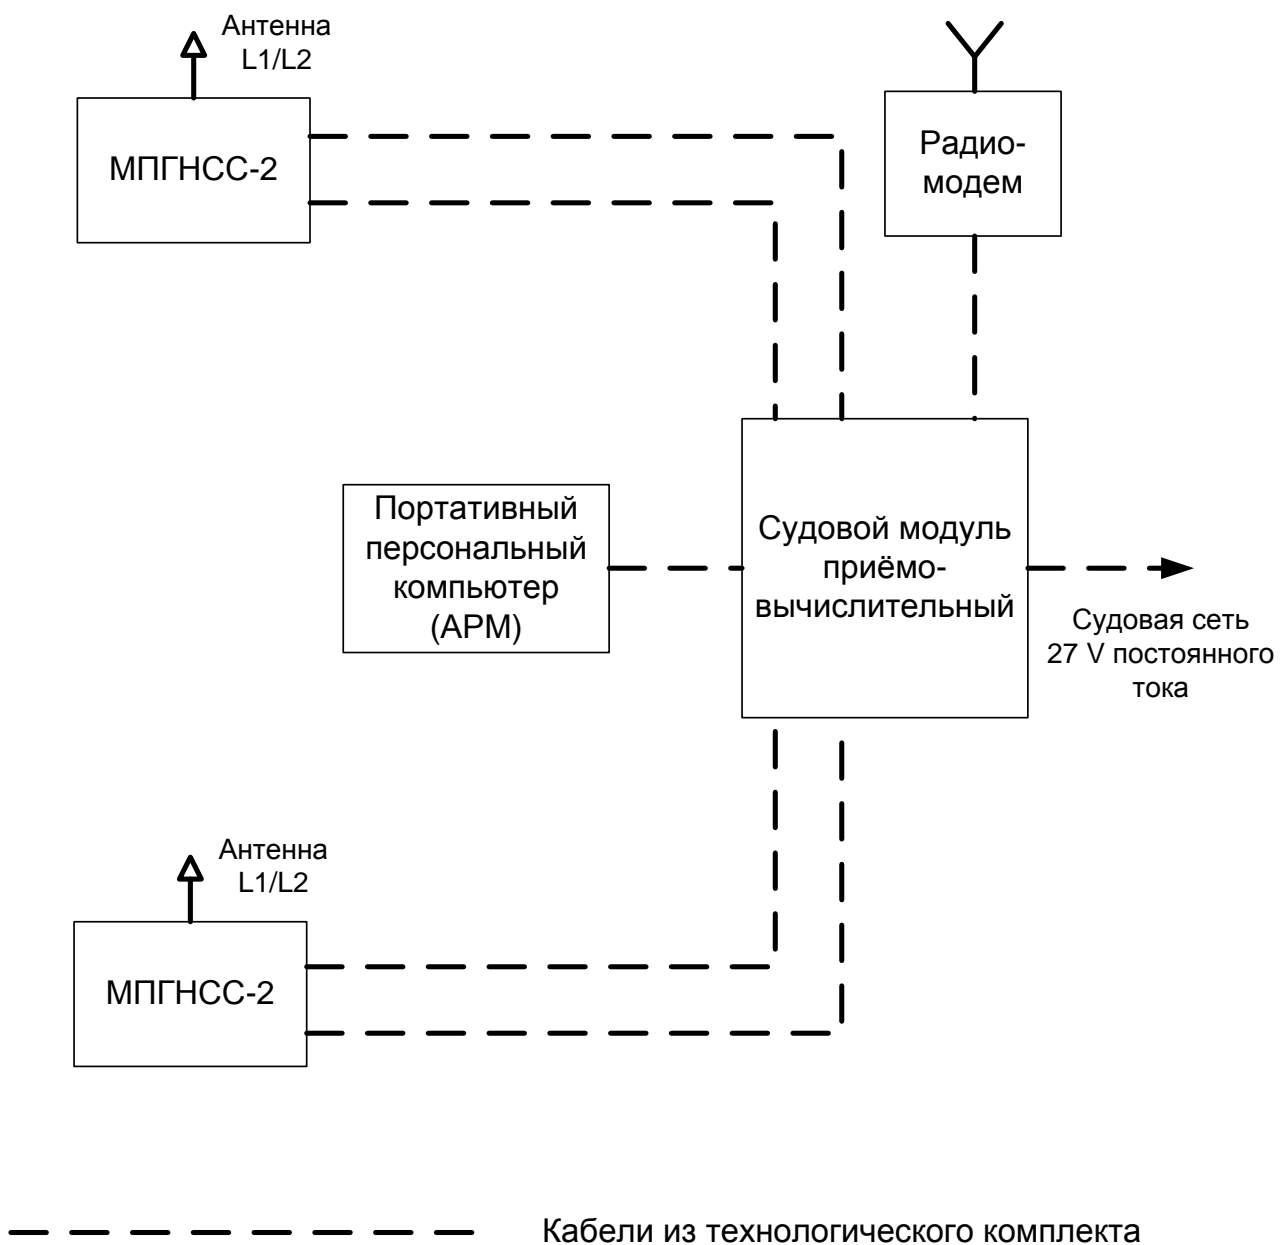 Антенна
L1/L2
МПГНСС-2
Радио-
модем
Портативный
персональный
компьютер
(АРМ)
Судовой модуль
приёмо-
вычислительный
Судовая сеть
27 V постоянного
тока
Антенна
L1/L2
МПГНСС-2
Кабели из технологического комплекта